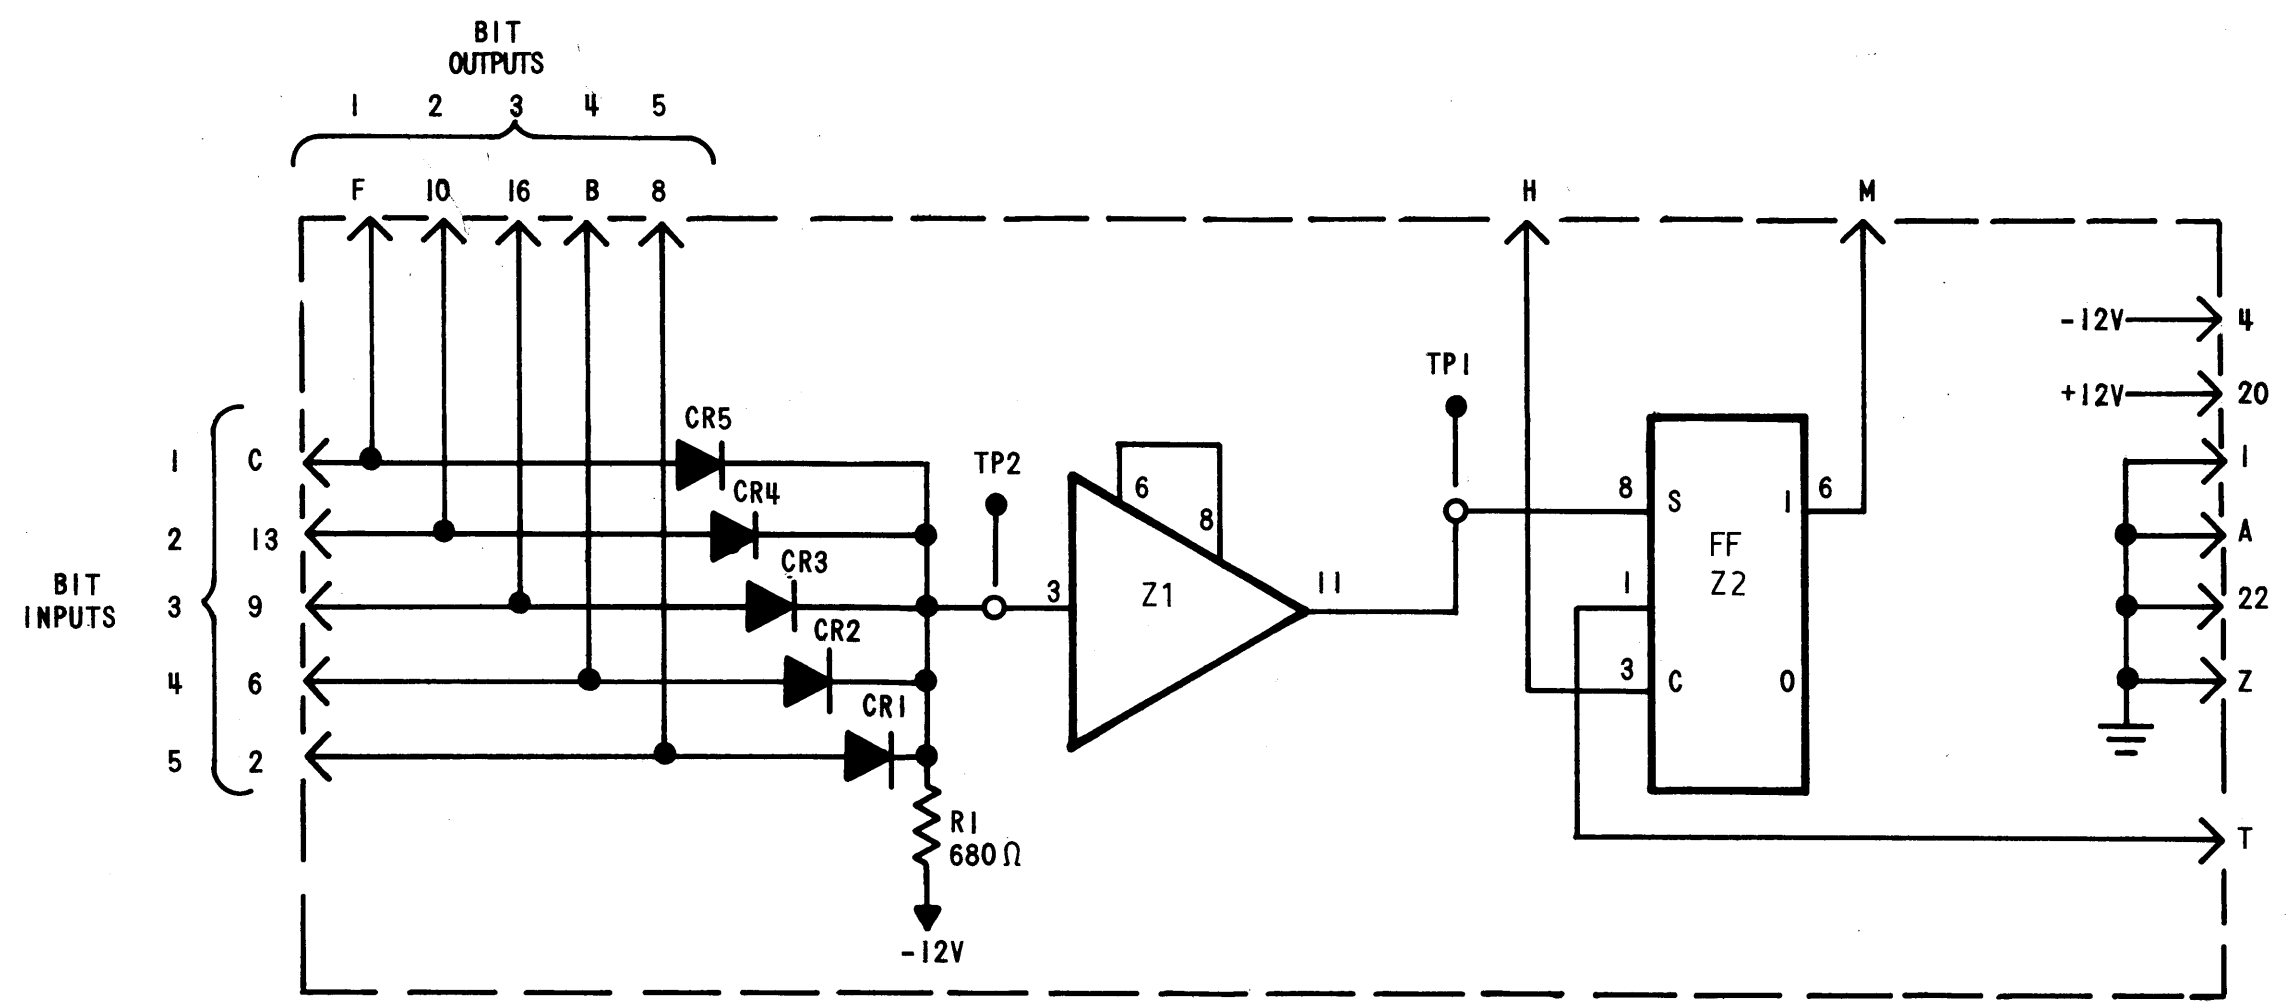 BIT
OUTPUTS
1 2 3 4 5
F 10 16 B 8 H M
-12V 4
+12V 20
TP1
CR5
1 C
TP2
1
CR4
6
8
8 S 1 6
2 13
A
CR3
FF
Z2
BIT
INPUTS
3 9
3
Z1
11
1
22
CR2
4 6
3 C 0
Z
CR1
5 2
R1
680Ω
T
-12V